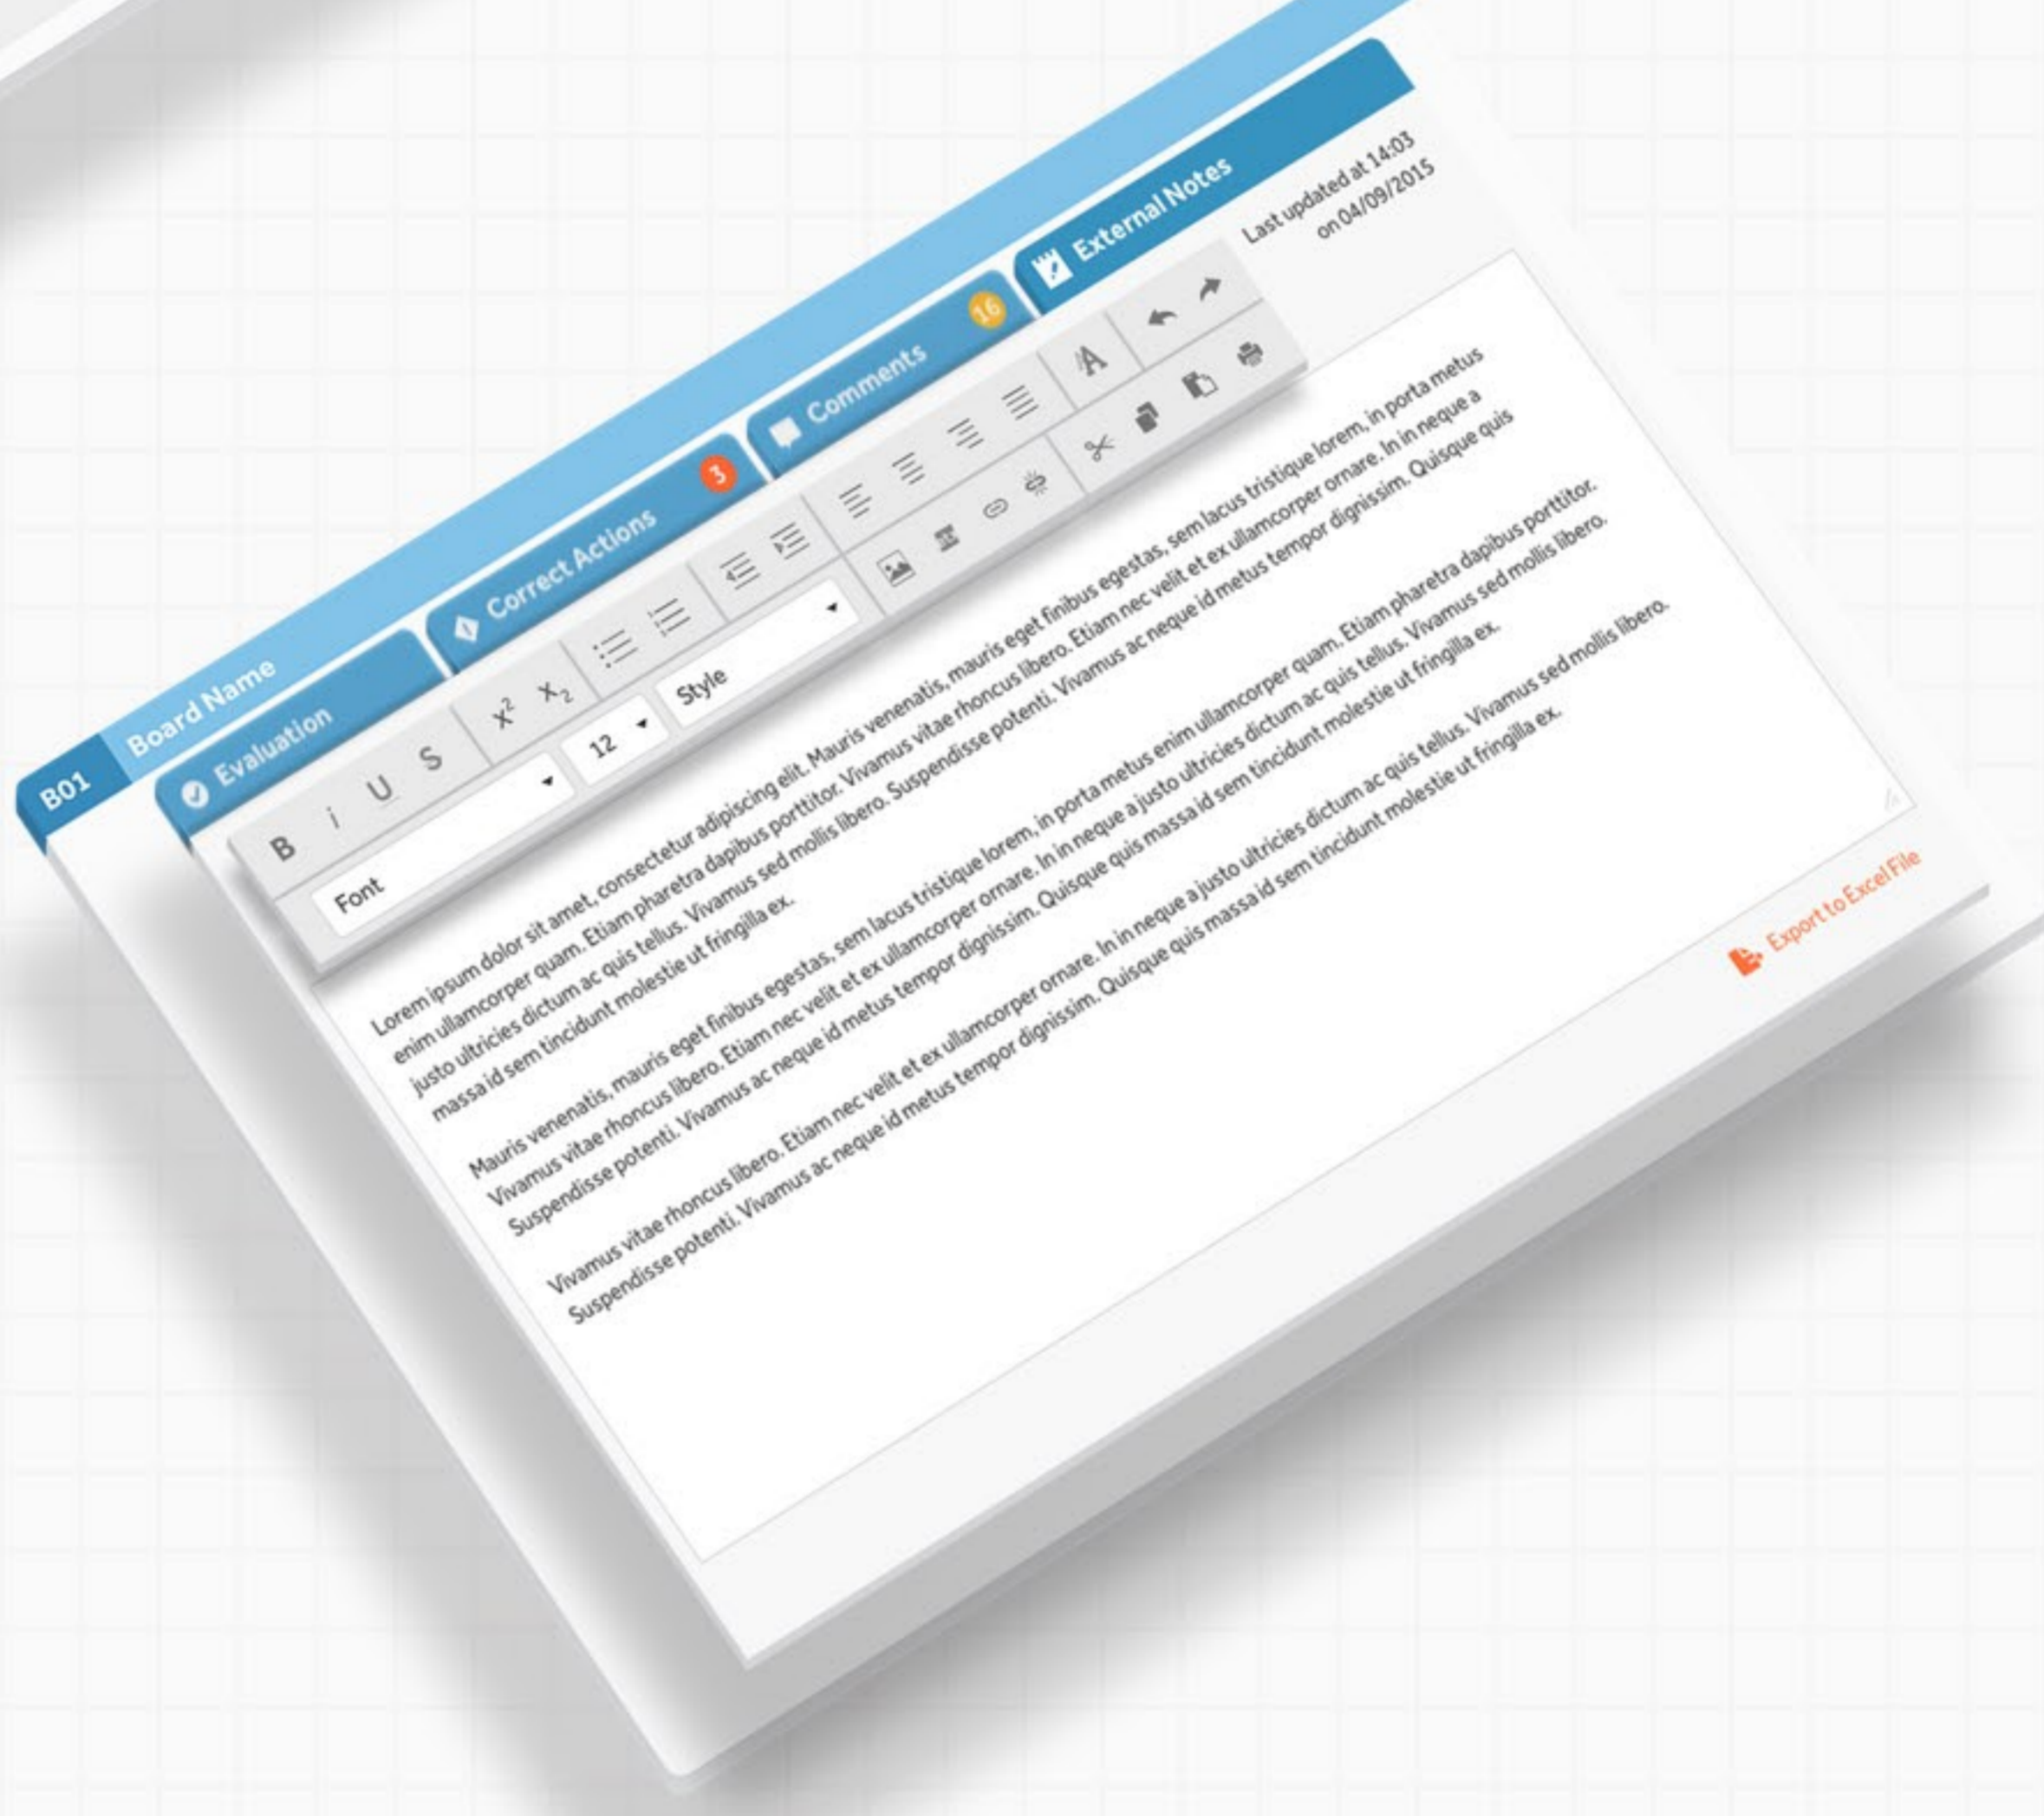 B01 Board Name
Evaluation
Correct Actions 3
Comments 16
External Notes
Last updated at 14:03
on 04/09/2015
B i U S x² x₂ A
Font 12 Style
Lorem ipsum dolor sit amet, consectetur adipiscing elit. Mauris venenatis, mauris eget finibus egestas, sem lacus tristique lorem, in porta metus
enim ullamcorper quam. Etiam pharetra dapibus porttitor. Vivamus vitae rhoncus libero. Etiam nec velit et ex ullamcorper ornare. In in neque a
justo ultricies dictum ac quis tellus. Vivamus sed mollis libero. Suspendisse potenti. Vivamus ac neque id metus tempor dignissim. Quisque quis
massa id sem tincidunt molestie ut fringilla ex.
Mauris venenatis, mauris eget finibus egestas, sem lacus tristique lorem, in porta metus enim ullamcorper quam. Etiam pharetra dapibus porttitor.
Vivamus vitae rhoncus libero. Etiam nec velit et ex ullamcorper ornare. In in neque a justo ultricies dictum ac quis tellus. Vivamus sed mollis libero.
Suspendisse potenti. Vivamus ac neque id metus tempor dignissim. Quisque quis massa id sem tincidunt molestie ut fringilla ex.
Vivamus vitae rhoncus libero. Etiam nec velit et ex ullamcorper ornare. In in neque a justo ultricies dictum ac quis tellus. Vivamus sed mollis libero.
Suspendisse potenti. Vivamus ac neque id metus tempor dignissim. Quisque quis massa id sem tincidunt molestie ut fringilla ex.
Export to Excel File